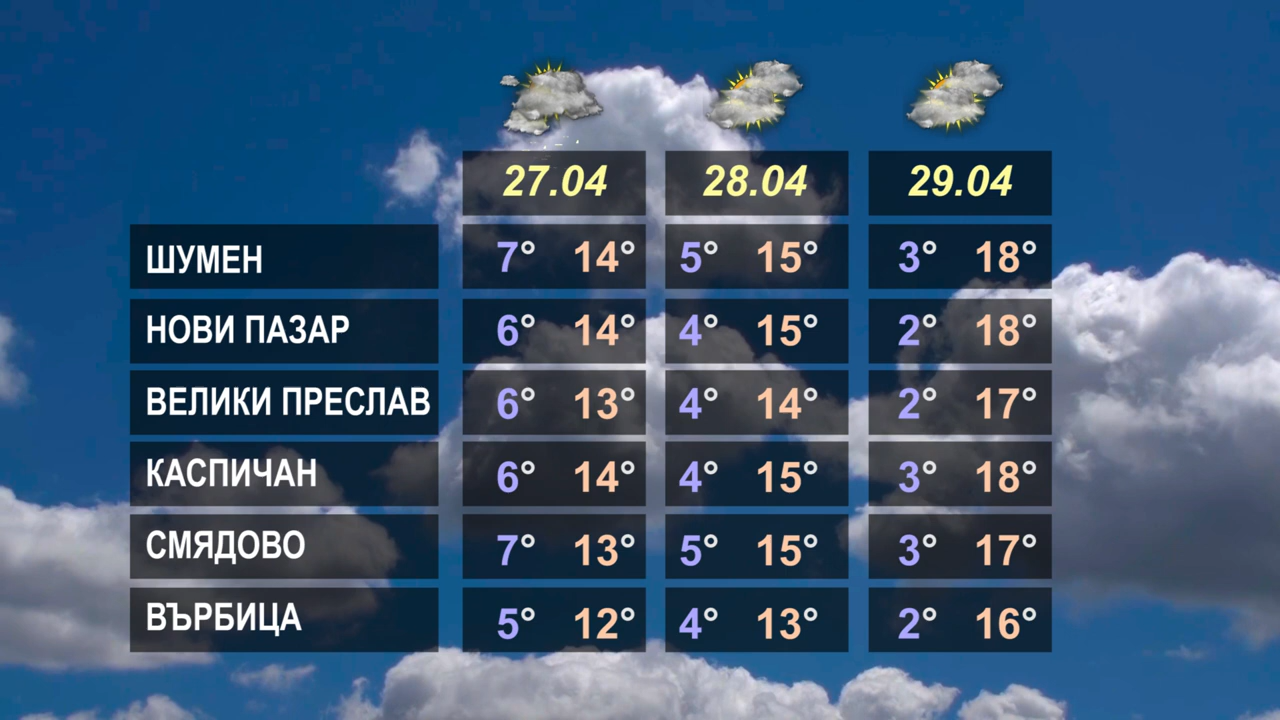 27.04 28.04 29.04
ШУМЕН 7° 14° 5° 15° 3° 18°
НОВИ ПАЗАР 6° 14° 4° 15° 2° 18°
ВЕЛИКИ ПРЕСЛАВ 6° 13° 4° 14° 2° 17°
КАСПИЧАН 6° 14° 4° 15° 3° 18°
СМЯДОВО 7° 13° 5° 15° 3° 17°
ВЪРБИЦА 5° 12° 4° 13° 2° 16°